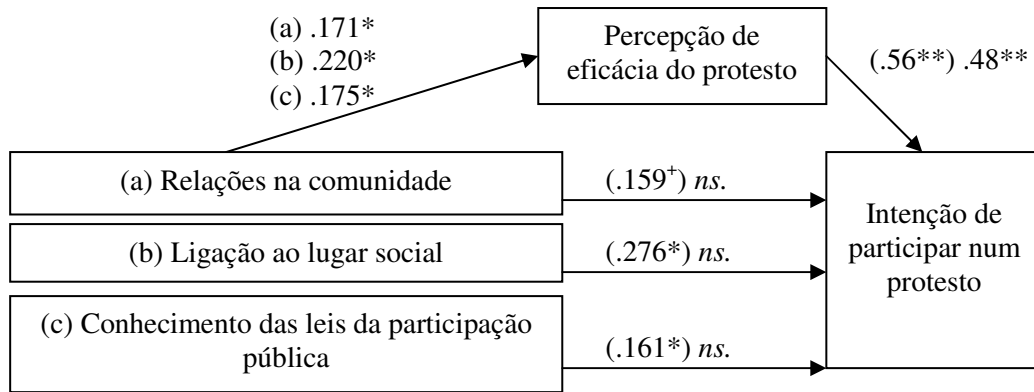 (a) .171*
(b) .220*
(c) .175*
Percepção de
eficácia do protesto
(.56**) .48**
(a) Relações na comunidade
(.159⁺) ns.
(b) Ligação ao lugar social
(.276*) ns.
(c) Conhecimento das leis da participação
pública
(.161*) ns.
Intenção de
participar num
protesto